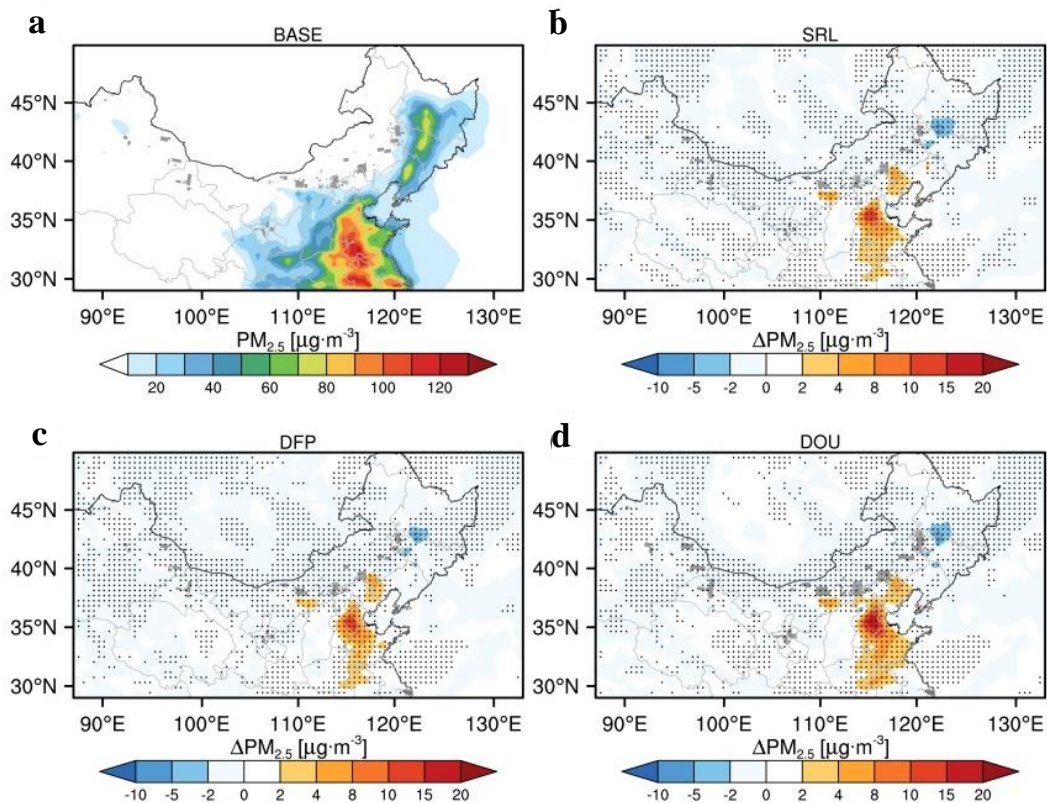 a
BASE
45°N
40°N
35°N
30°N
90°E 100°E 110°E 120°E 130°E
PM2.5 [µg·m-3]
20 40 60 80 100 120
b
SRL
45°N
40°N
35°N
30°N
90°E 100°E 110°E 120°E 130°E
ΔPM2.5 [µg·m-3]
-10 -5 -2 0 2 4 8 10 15 20
c
DFP
45°N
40°N
35°N
30°N
90°E 100°E 110°E 120°E 130°E
ΔPM2.5 [µg·m-3]
-10 -5 -2 0 2 4 8 10 15 20
d
DOU
45°N
40°N
35°N
30°N
90°E 100°E 110°E 120°E 130°E
ΔPM2.5 [µg·m-3]
-10 -5 -2 0 2 4 8 10 15 20